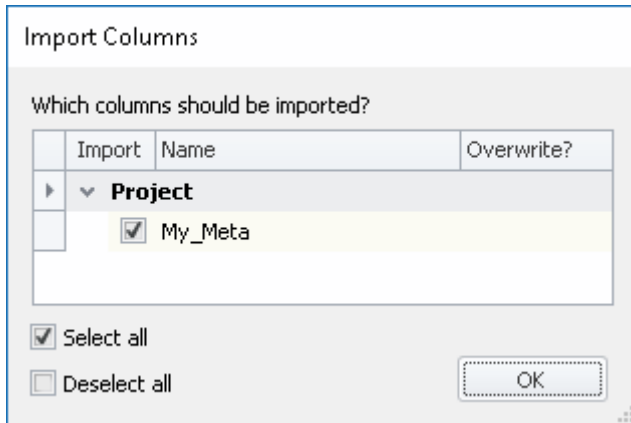 Import Columns
Which columns should be imported?
Import Name Overwrite?
Project
My_Meta
Select all
Deselect all
OK